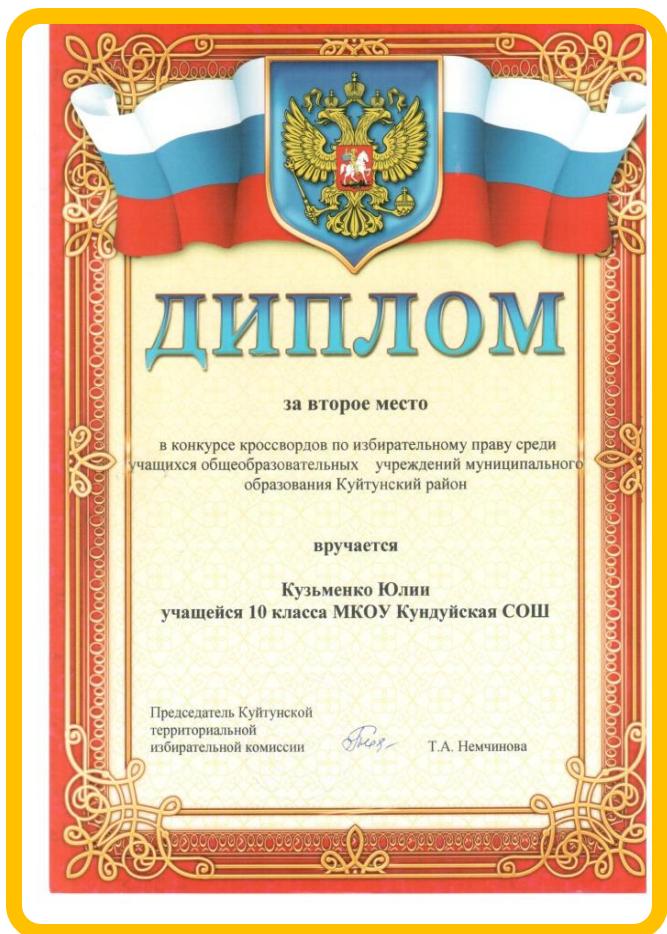 ДИПЛОМ
за второе место
в конкурсе кроссвордов по избирательному праву среди
учащихся общеобразовательных учреждений муниципального
образования Куйтунский район
вручается
Кузьменко Юлии
учащейся 10 класса МКОУ Кундуйская СОШ
Председатель Куйтунской
территориальной
избирательной комиссии Т.А. Немчинова